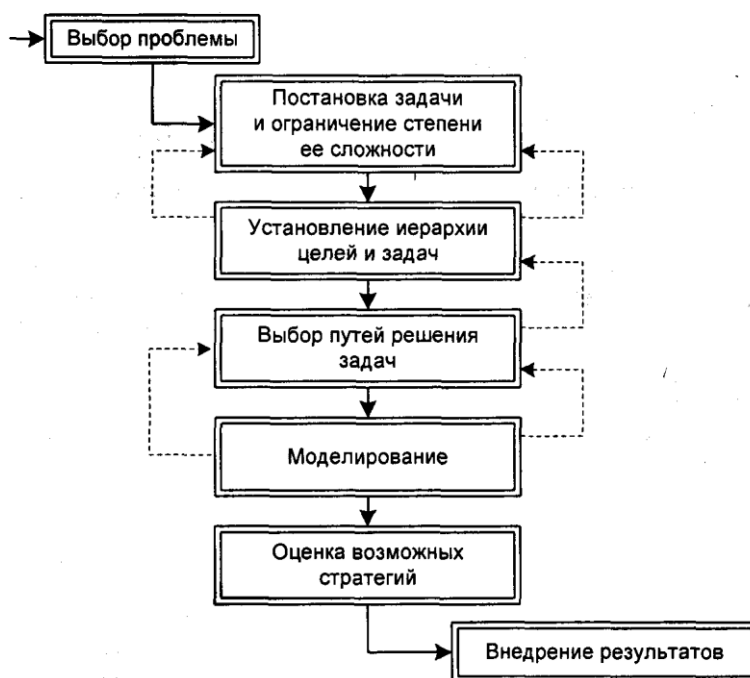 Выбор проблемы
Постановка задачи
и ограничение степени
ее сложности
Установление иерархии
целей и задач
Выбор путей решения
задач
Моделирование
Оценка возможных
стратегий
Внедрение результатов